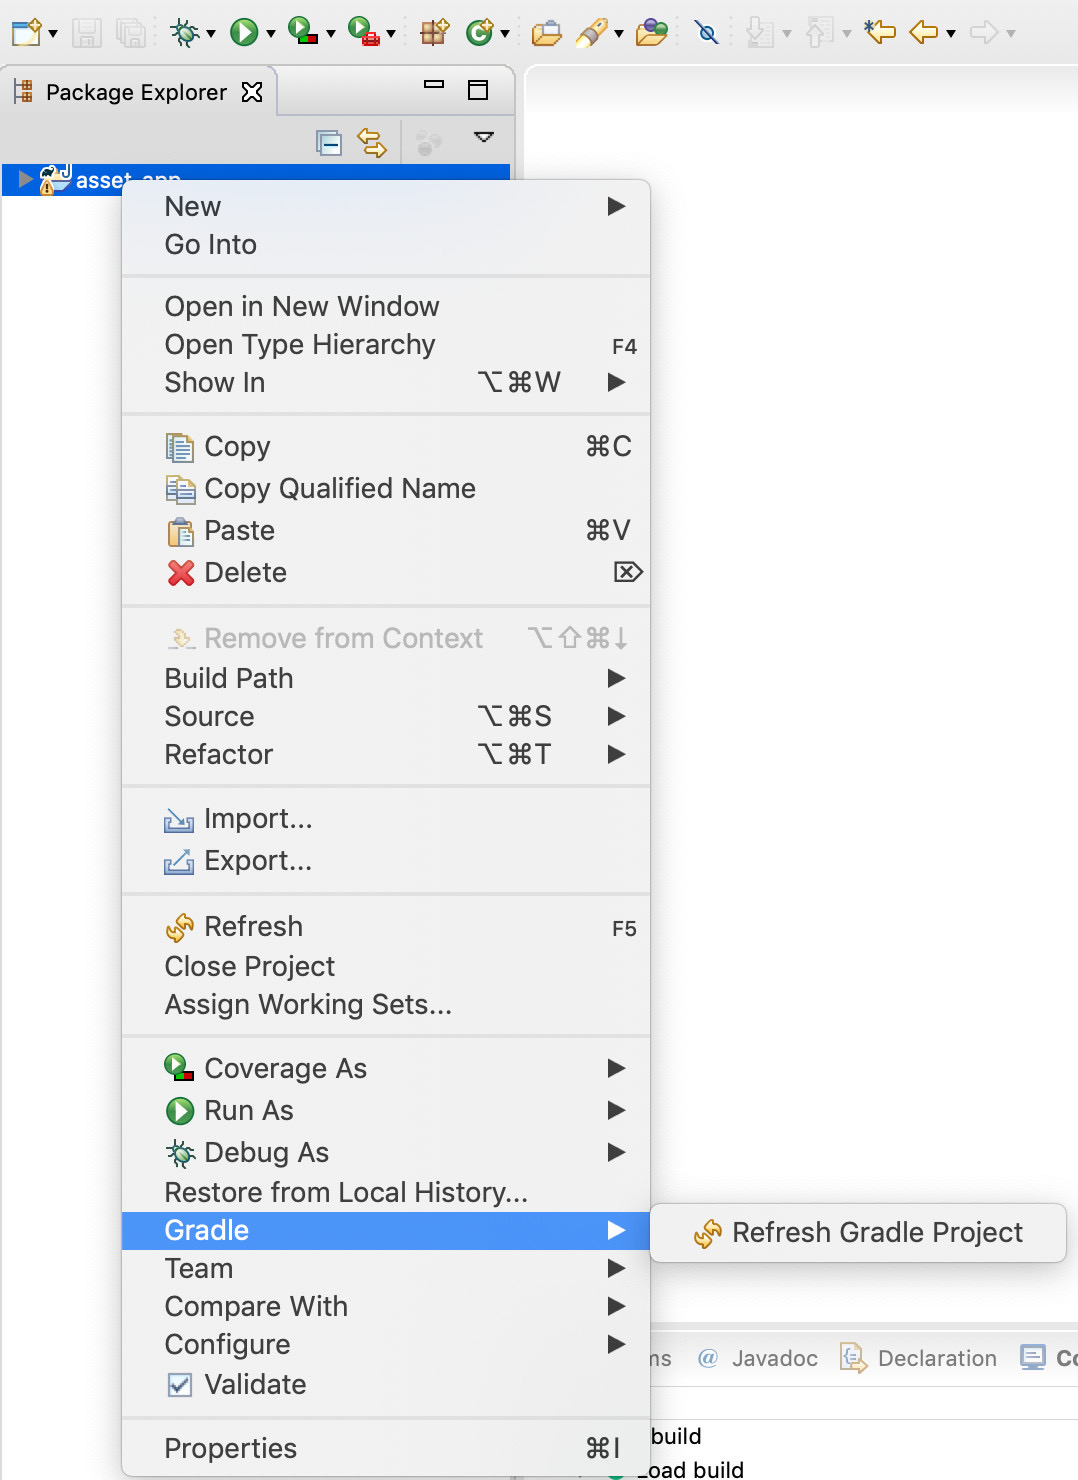 Package Explorer
asset_app
New
Go Into
Open in New Window
Open Type Hierarchy F4
Show In ⌥⌘W
Copy ⌘C
Copy Qualified Name
Paste ⌘V
Delete ⌦
Remove from Context ⌥⇧⌘↓
Build Path
Source ⌥⌘S
Refactor ⌥⌘T
Import...
Export...
Refresh F5
Close Project
Assign Working Sets...
Coverage As
Run As
Debug As
Restore from Local History...
Gradle
Refresh Gradle Project
Team
Compare With
Configure
Validate
Properties ⌘I
ms @ Javadoc Declaration Co
build
Load build